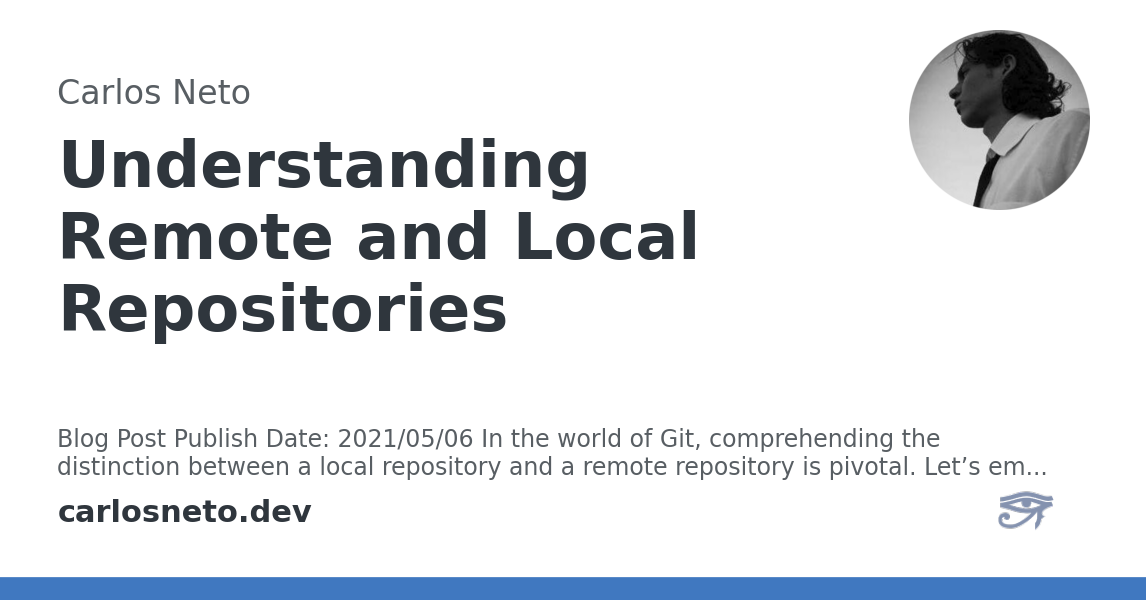 Carlos Neto
Understanding
Remote and Local
Repositories
Blog Post Publish Date: 2021/05/06 In the world of Git, comprehending the
distinction between a local repository and a remote repository is pivotal. Let’s em...
carlosneto.dev